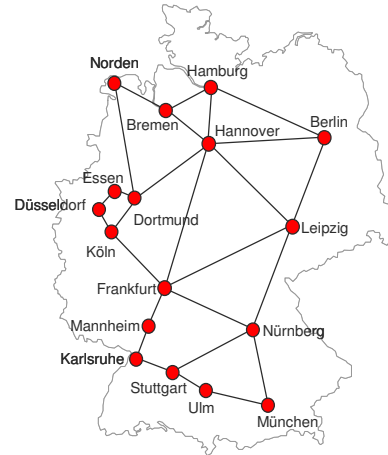 Norden
Hamburg
Bremen
Berlin
Hannover
Essen
Düsseldorf
Dortmund
Leipzig
Köln
Frankfurt
Mannheim
Nürnberg
Karlsruhe
Stuttgart
Ulm
München